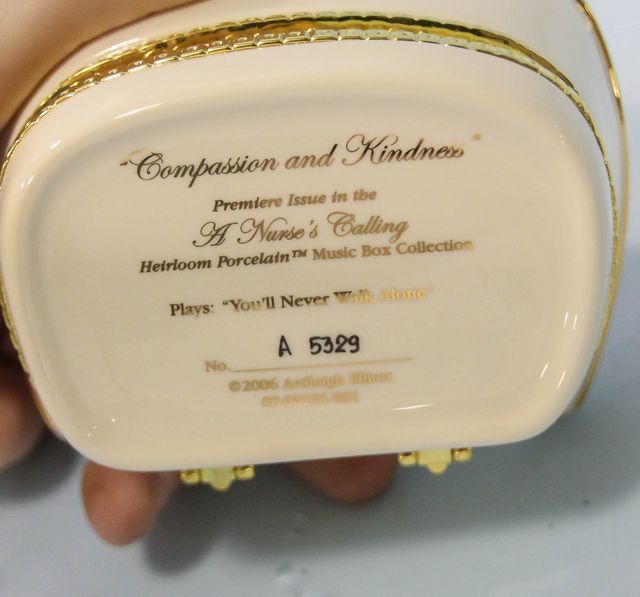 "Compassion and Kindness"
Premiere Issue in the
A Nurse's Calling
Heirloom Porcelain™ Music Box Collection
Plays: "You'll Never Walk Alone"
A 5329
No.
©2006 Ardleigh Elliott